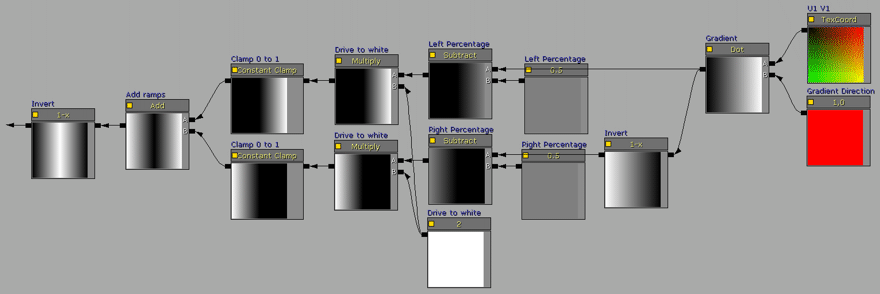 U1 V1
TexCoord
Gradient
Dot
A
B
Gradient Direction
1,0
Left Percentage
0.5
Left Percentage
Subtract
A
B
Drive to white
Multiply
A
B
Clamp 0 to 1
Constant Clamp
Invert
1-x
Right Percentage
0.5
Right Percentage
Subtract
A
B
Drive to white
Multiply
A
B
Clamp 0 to 1
Constant Clamp
Drive to white
2
Add ramps
Add
A
B
Invert
1-x